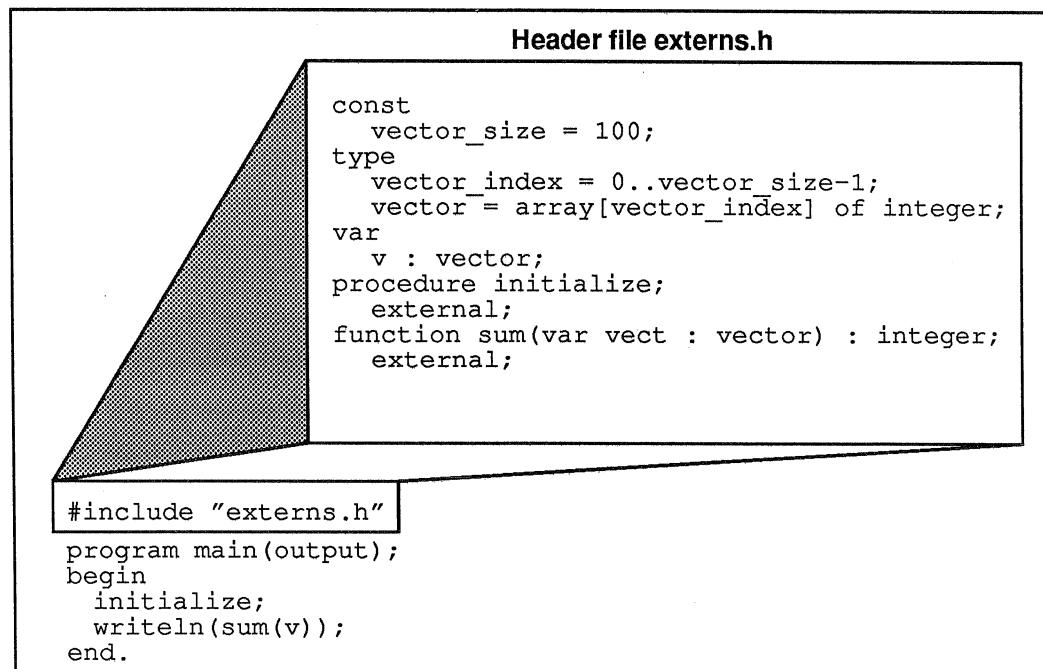 Header file externs.h
const
  vector_size = 100;
type
  vector_index = 0..vector_size-1;
  vector = array[vector_index] of integer;
var
  v : vector;
procedure initialize;
  external;
function sum(var vect : vector) : integer;
  external;
#include "externs.h"
program main(output);
begin
  initialize;
  writeln(sum(v));
end.